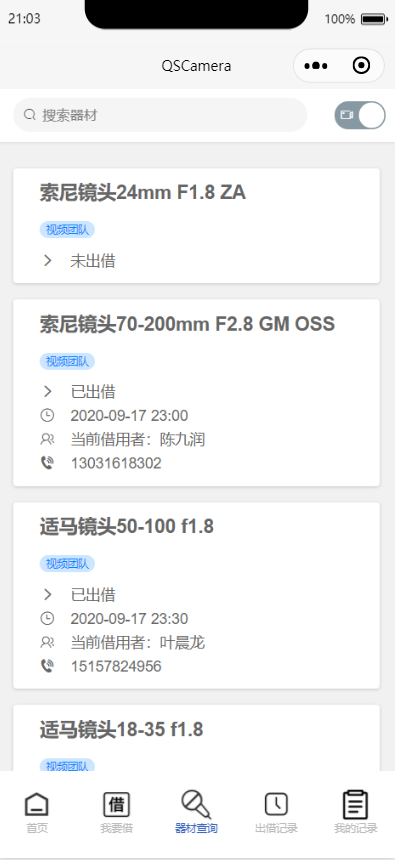 21:03
100%
QSCamera
搜索器材
索尼镜头24mm F1.8 ZA
视频团队
未出借
索尼镜头70-200mm F2.8 GM OSS
视频团队
已出借
2020-09-17 23:00
当前借用者：陈九润
13031618302
适马镜头50-100 f1.8
视频团队
已出借
2020-09-17 23:30
当前借用者：叶晨龙
15157824956
适马镜头18-35 f1.8
视频团队
借
首页
我要借
器材查询
出借记录
我的记录